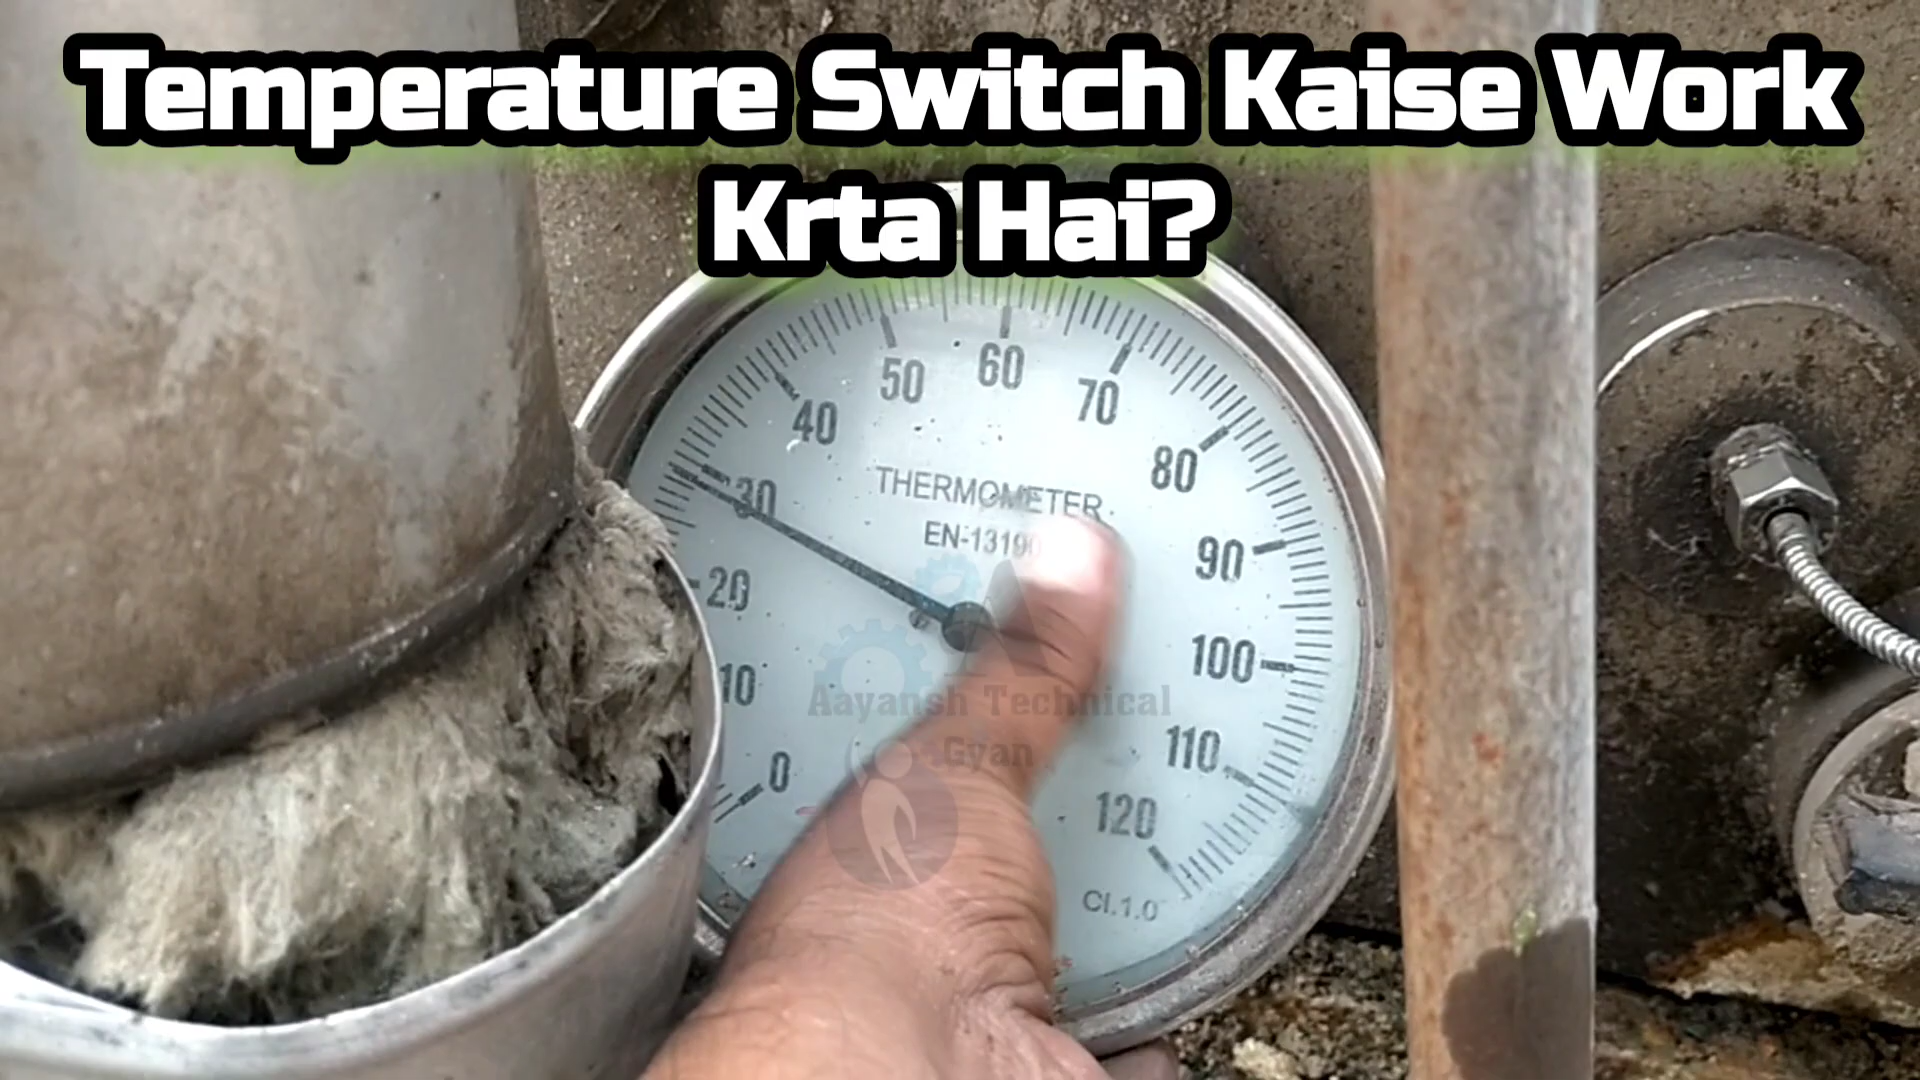 Temperature Switch Kaise Work
Krta Hai?
60
50
70
40
80
30
THERMOMETER
EN-13190
90
20
100
10
Aayansh Technical
Gyan
110
0
120
Cl.1.0